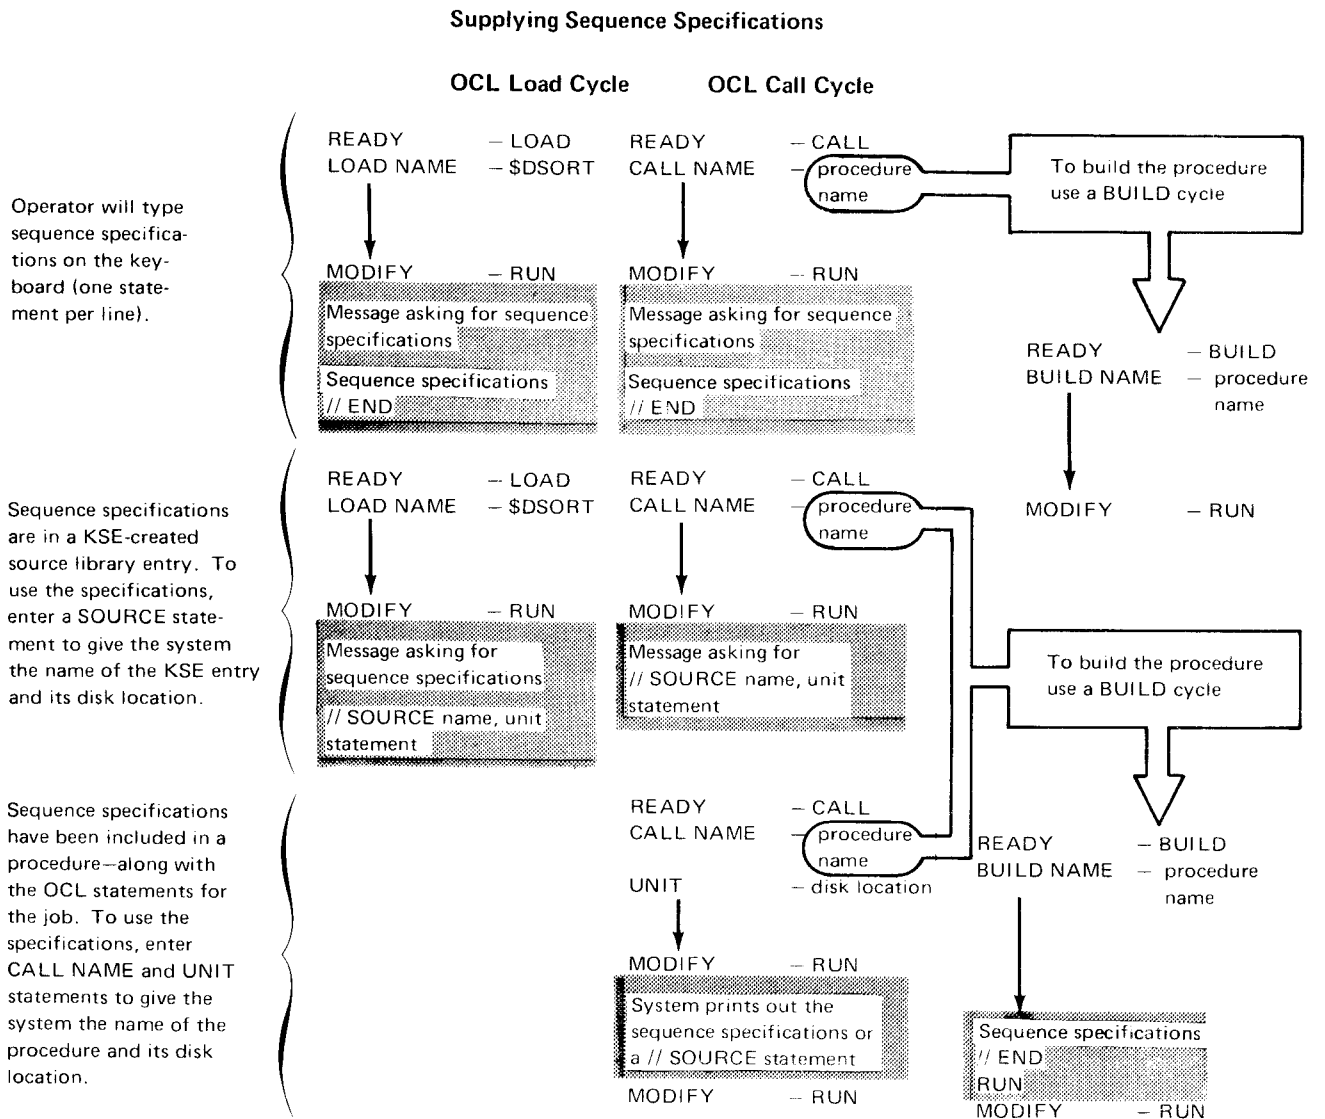 Supplying Sequence Specifications
OCL Load Cycle
OCL Call Cycle
Operator will type
sequence specifica-
tions on the key-
board (one state-
ment per line).
READY – LOAD
LOAD NAME – $DSORT
MODIFY – RUN
Message asking for sequence
specifications
Sequence specifications
// END
READY – CALL
CALL NAME – procedure
name
MODIFY – RUN
Message asking for sequence
specifications
Sequence specifications
// END
To build the procedure
use a BUILD cycle
READY – BUILD
BUILD NAME – procedure
name
MODIFY – RUN
Sequence specifications
are in a KSE-created
source library entry. To
use the specifications,
enter a SOURCE state-
ment to give the system
the name of the KSE entry
and its disk location.
READY – LOAD
LOAD NAME – $DSORT
MODIFY – RUN
Message asking for
sequence specifications
// SOURCE name, unit
statement
READY – CALL
CALL NAME – procedure
name
MODIFY – RUN
Message asking for
// SOURCE name, unit
statement
To build the procedure
use a BUILD cycle
Sequence specifications
have been included in a
procedure—along with
the OCL statements for
the job. To use the
specifications, enter
CALL NAME and UNIT
statements to give the
system the name of the
procedure and its disk
location.
READY – CALL
CALL NAME – procedure
name
UNIT – disk location
MODIFY – RUN
System prints out the
sequence specifications or
a // SOURCE statement
MODIFY – RUN
READY – BUILD
BUILD NAME – procedure
name
Sequence specifications
// END
RUN
MODIFY – RUN